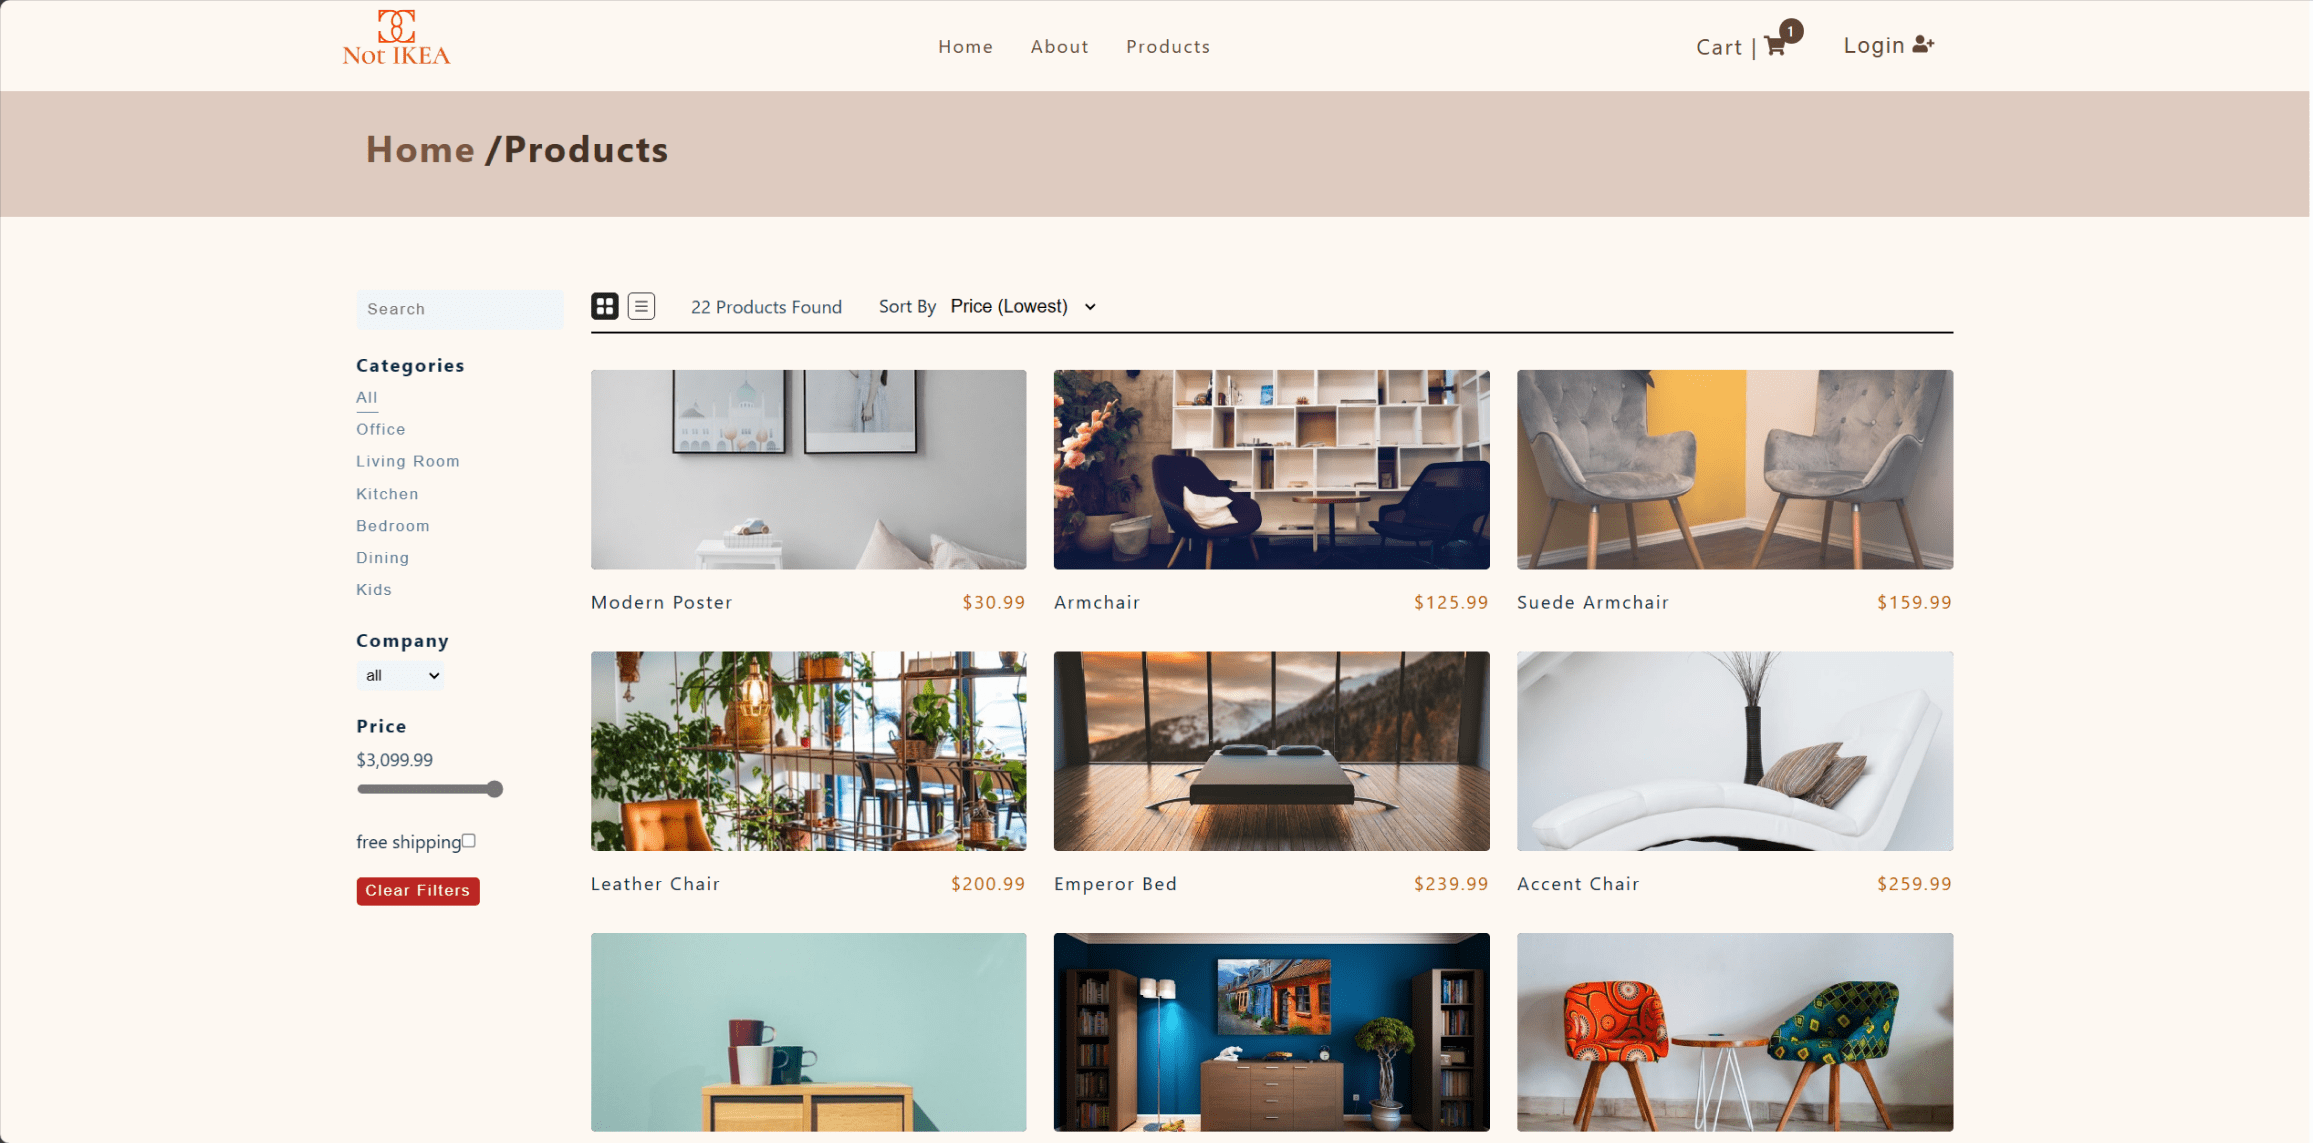 Not IKEA
Home About Products
Cart | 1 Login
Home /Products
Search
22 Products Found Sort By Price (Lowest)
Categories
All
Office
Living Room
Kitchen
Bedroom
Dining
Kids
Company
all
Price
$3,099.99
free shipping
Clear Filters
Modern Poster $30.99
Armchair $125.99
Suede Armchair $159.99
Leather Chair $200.99
Emperor Bed $239.99
Accent Chair $259.99